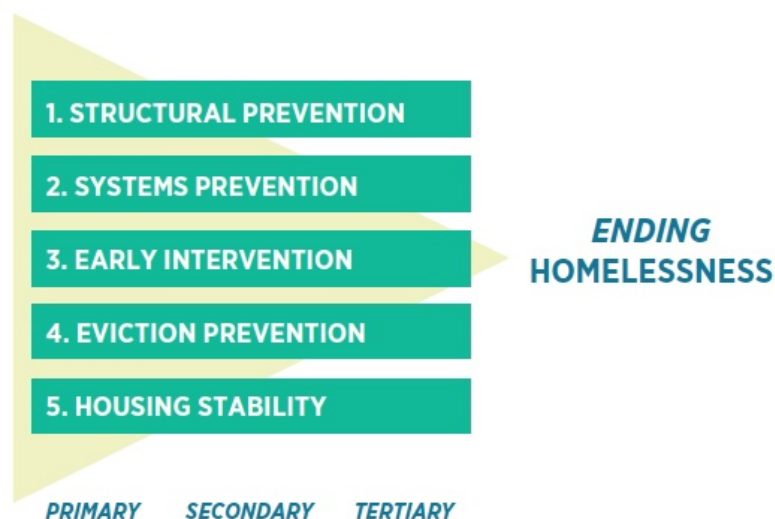 1. STRUCTURAL PREVENTION
2. SYSTEMS PREVENTION
3. EARLY INTERVENTION
4. EVICTION PREVENTION
5. HOUSING STABILITY
ENDING
HOMELESSNESS
PRIMARY SECONDARY TERTIARY